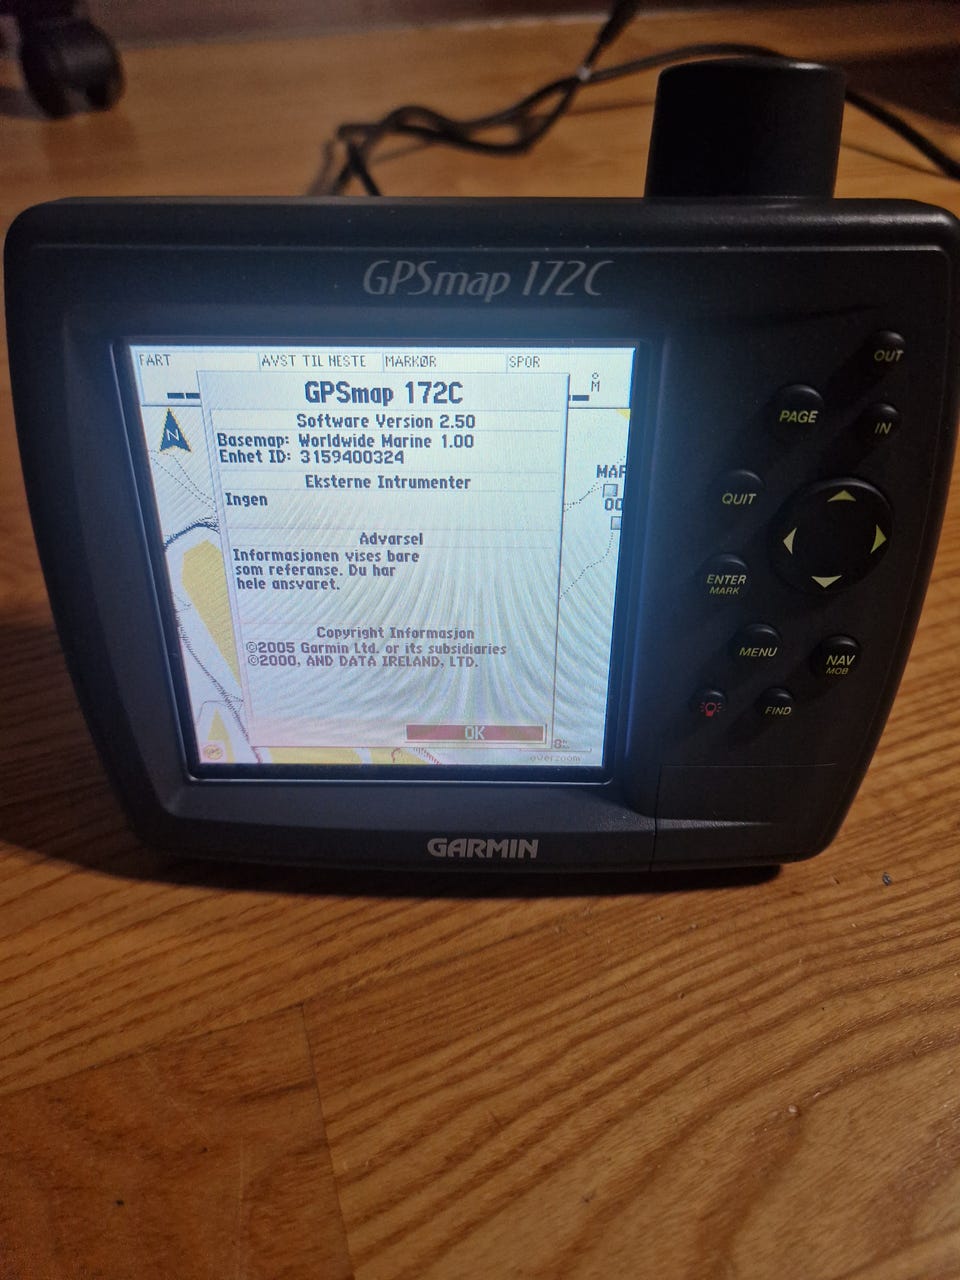 GPSmap 172C
FART AVST TIL NESTE MARKØR SPOR
GPSmap 172C
Software Version 2.50
Basemap: Worldwide Marine 1.00
Enhet ID: 3159400324
Eksterne Intrumenter
Ingen
Advarsel
Informasjonen vises bare
som referanse. Du har
hele ansvaret.
Copyright Informasjon
©2005 Garmin Ltd. or its subsidiaries
©2000, AND DATA IRELAND, LTD.
OK
N
M
MAR
00
overzoom
OUT
PAGE
IN
QUIT
ENTER
MARK
MENU
NAV
MOB
FIND
GARMIN